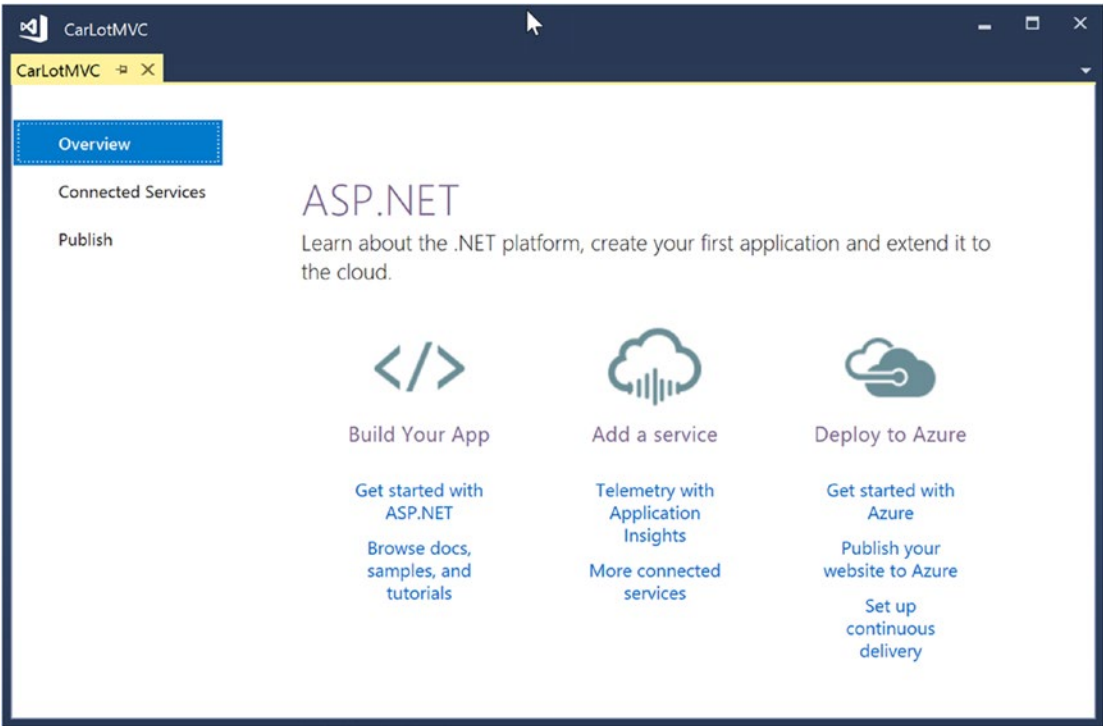 CarLotMVC
CarLotMVC
Overview
Connected Services
Publish
ASP.NET
Learn about the .NET platform, create your first application and extend it to
the cloud.
Build Your App
Get started with
ASP.NET
Browse docs,
samples, and
tutorials
Add a service
Telemetry with
Application
Insights
More connected
services
Deploy to Azure
Get started with
Azure
Publish your
website to Azure
Set up
continuous
delivery